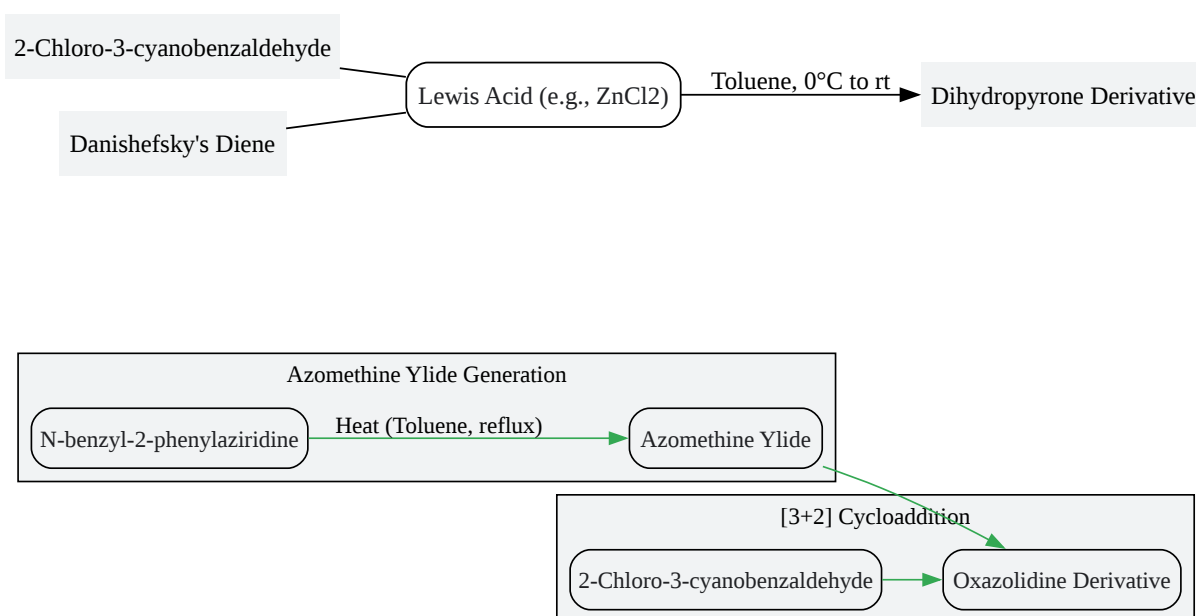 2-Chloro-3-cyanobenzaldehyde
Danishefsky's Diene
Lewis Acid (e.g., ZnCl2)
Toluene, 0°C to rt
Dihydropyrone Derivative
Azomethine Ylide Generation
N-benzyl-2-phenylaziridine
Heat (Toluene, reflux)
Azomethine Ylide
[3+2] Cycloaddition
2-Chloro-3-cyanobenzaldehyde
Oxazolidine Derivative